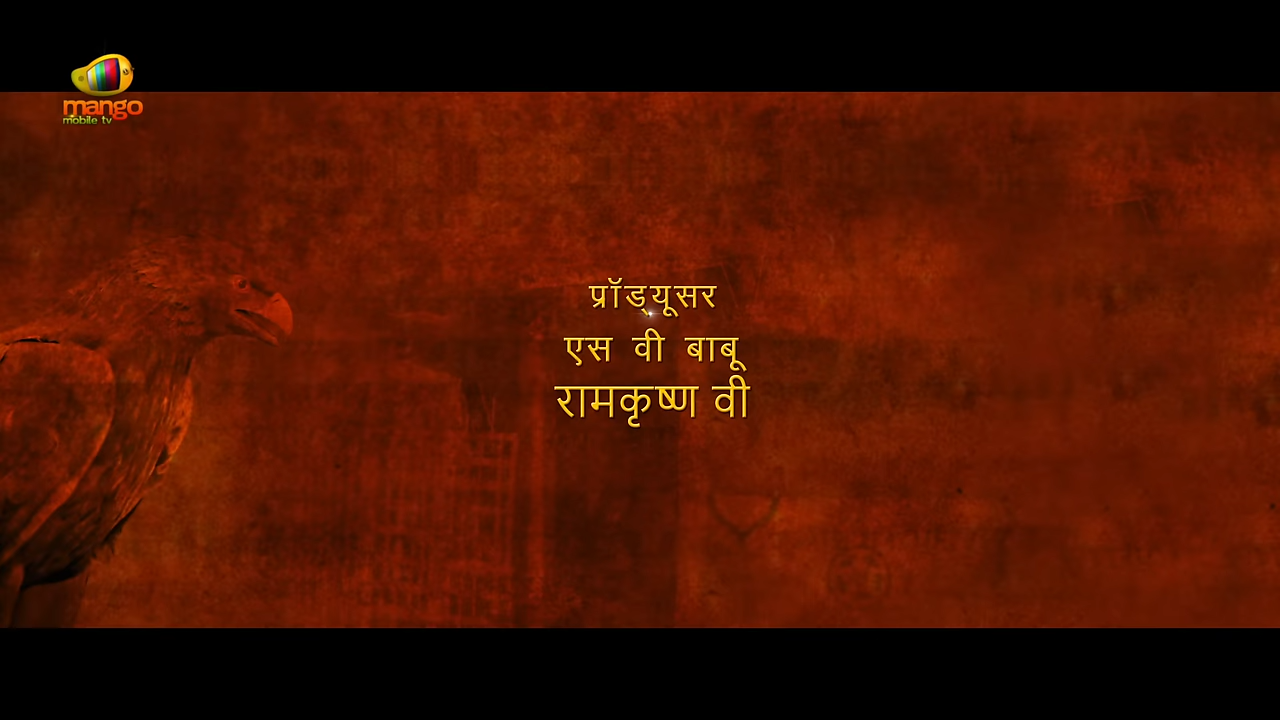 mango
mobile tv
प्रॉड्यूसर
एस वी बाबू
रामकृष्ण वी